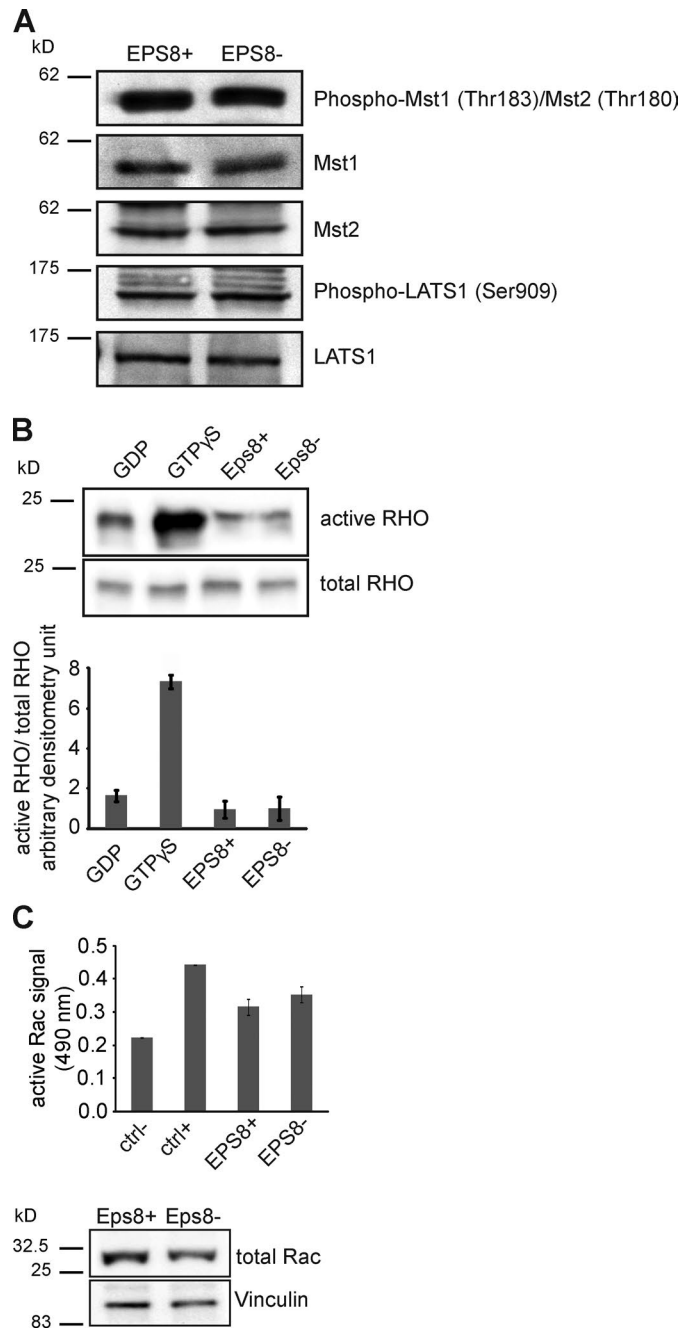 A
kD
EPS8+ EPS8-
62
Phospho-Mst1 (Thr183)/Mst2 (Thr180)
62
Mst1
62
Mst2
175
Phospho-LATS1 (Ser909)
175
LATS1
B
kD
GDP GTPγS Eps8+ Eps8-
25
active RHO
25
total RHO
active RHO/ total RHO
arbitrary densitometry unit
8
6
4
2
0
GDP GTPγS EPS8+ EPS8-
C
active Rac signal
(490 nm)
0.5
0.4
0.3
0.2
0.1
0.0
ctrl- ctrl+ EPS8+ EPS8-
kD
Eps8+ Eps8-
32.5
total Rac
25
Vinculin
83